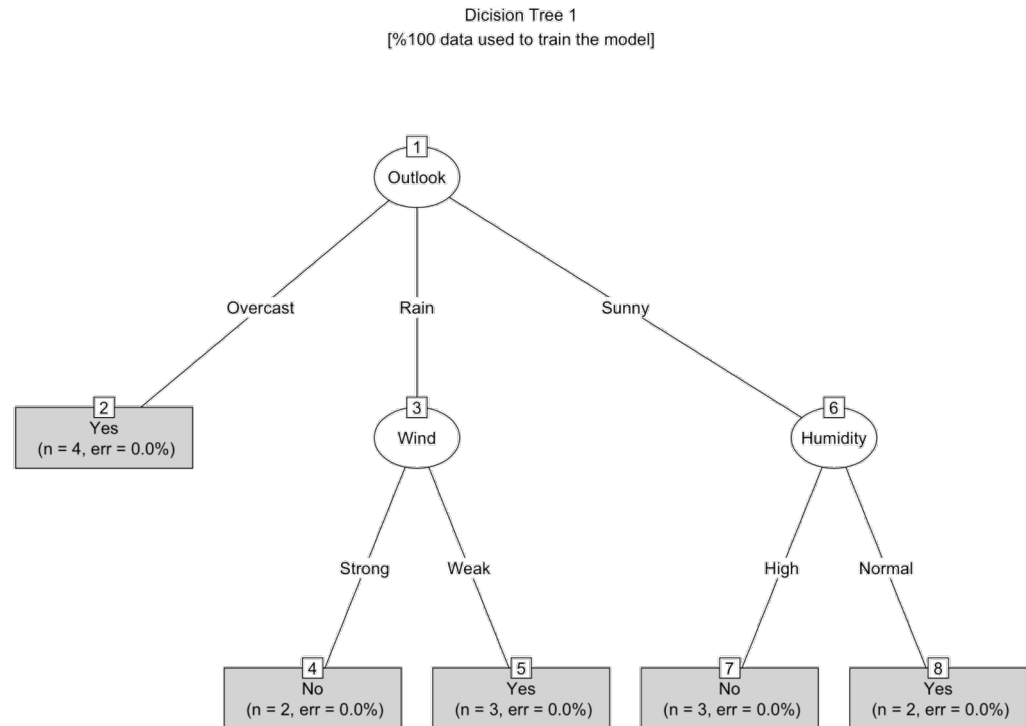 Dicision Tree 1
[%100 data used to train the model]
1
Outlook
Overcast
Rain
Sunny
2
Yes
(n = 4, err = 0.0%)
3
Wind
6
Humidity
Strong
Weak
High
Normal
4
No
(n = 2, err = 0.0%)
5
Yes
(n = 3, err = 0.0%)
7
No
(n = 3, err = 0.0%)
8
Yes
(n = 2, err = 0.0%)